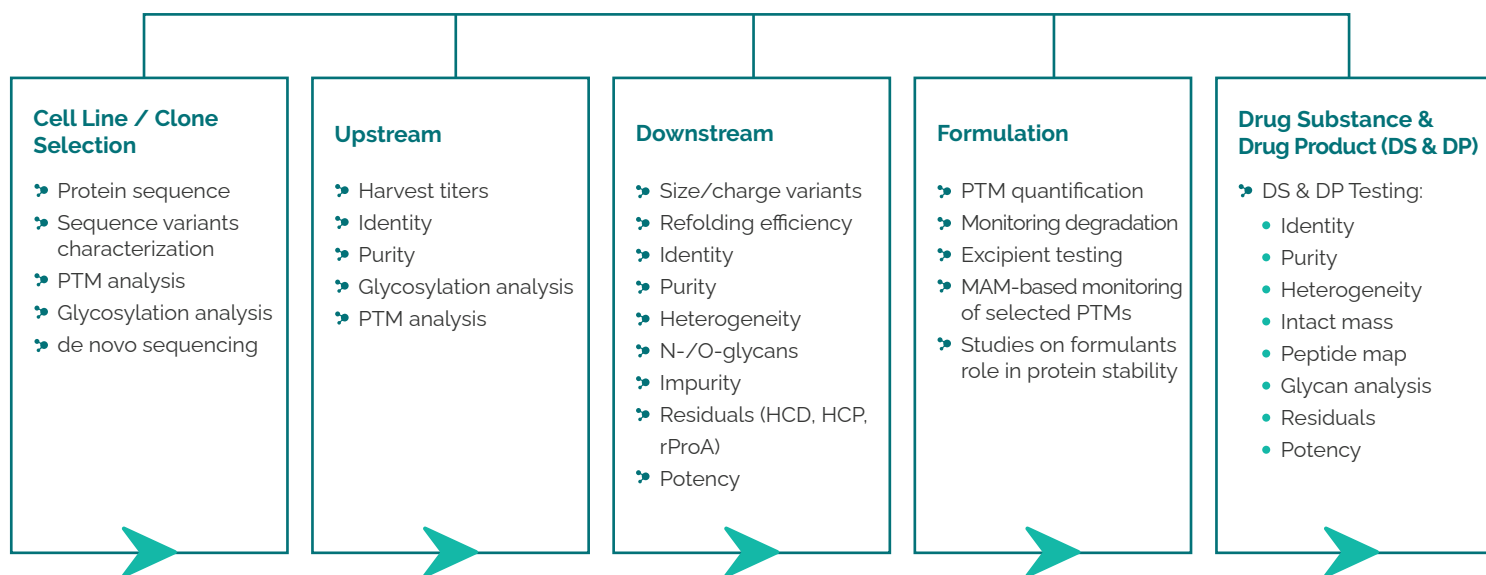 Cell Line / Clone
Selection
Protein sequence
Sequence variants
characterization
PTM analysis
Glycosylation analysis
de novo sequencing
Upstream
Harvest titers
Identity
Purity
Glycosylation analysis
PTM analysis
Downstream
Size/charge variants
Refolding efficiency
Identity
Purity
Heterogeneity
N-/O-glycans
Impurity
Residuals (HCD, HCP,
rProA)
Potency
Formulation
PTM quantification
Monitoring degradation
Excipient testing
MAM-based monitoring
of selected PTMs
Studies on formulants
role in protein stability
Drug Substance &
Drug Product (DS & DP)
DS & DP Testing:
Identity
Purity
Heterogeneity
Intact mass
Peptide map
Glycan analysis
Residuals
Potency